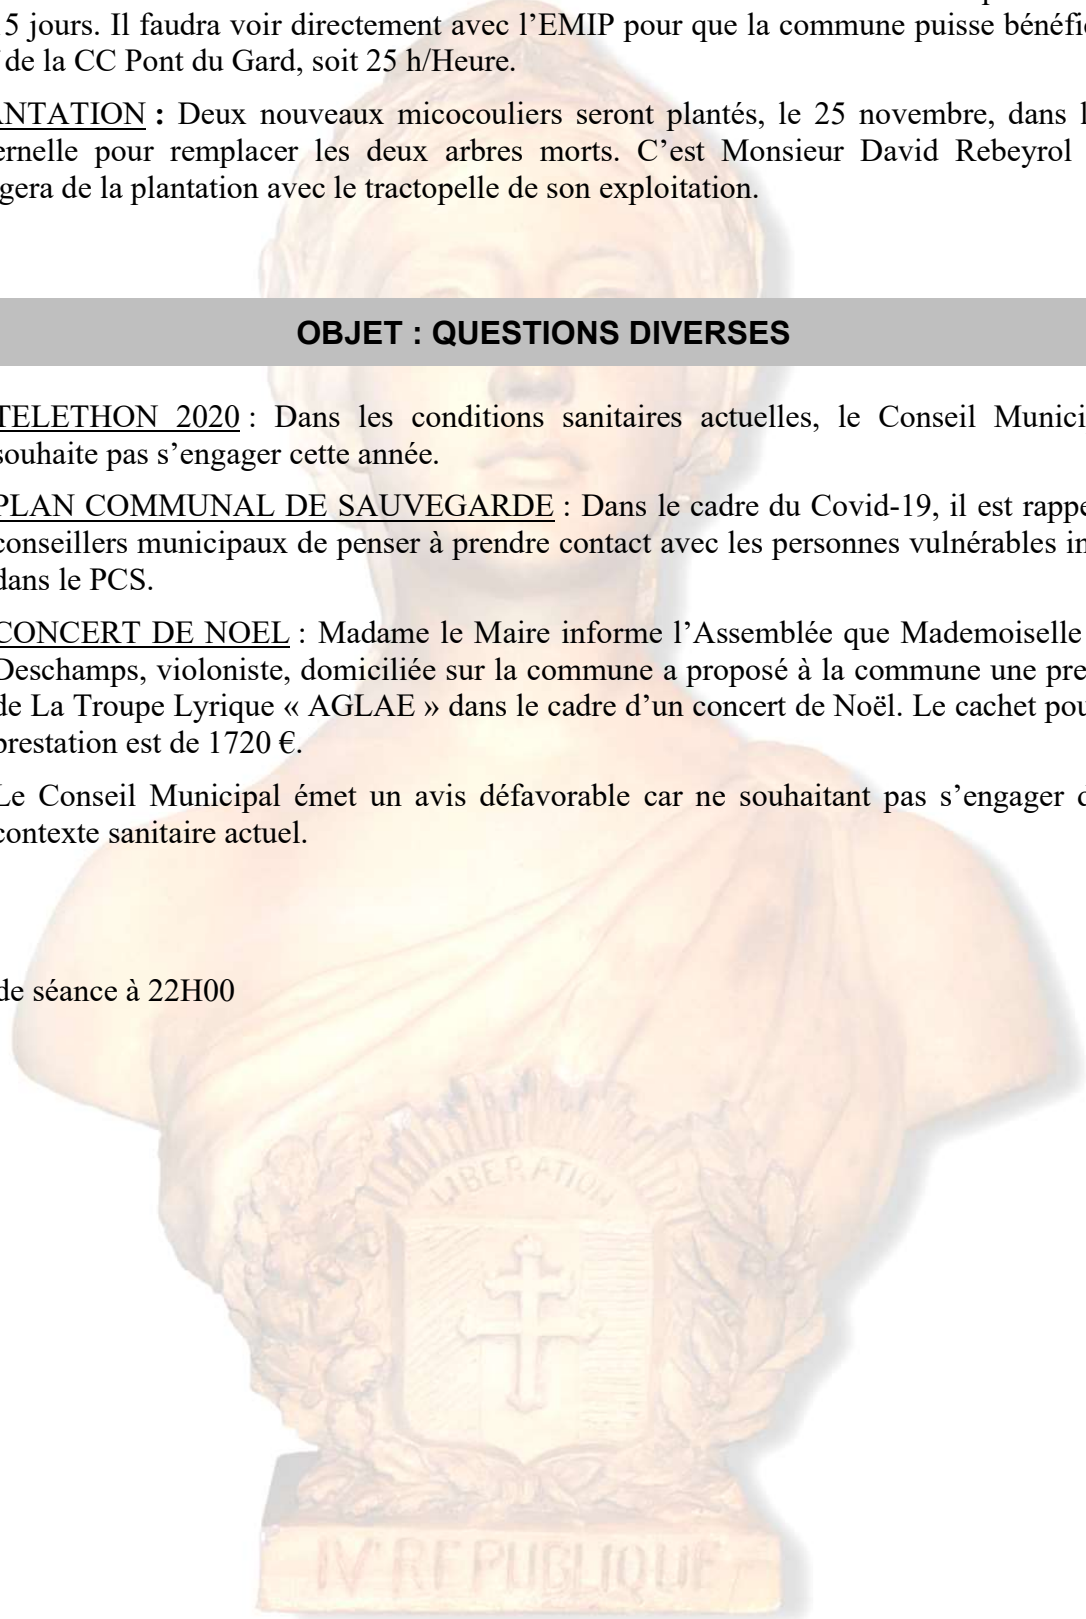 15 jours. Il faudra voir directement avec l’EMIP pour que la commune puisse bénéfic
de la CC Pont du Gard, soit 25 h/Heure.
ANTATION : Deux nouveaux micocouliers seront plantés, le 25 novembre, dans l
ernelle pour remplacer les deux arbres morts. C’est Monsieur David Rebeyrol
gera de la plantation avec le tractopelle de son exploitation.
OBJET : QUESTIONS DIVERSES
TELETHON 2020 : Dans les conditions sanitaires actuelles, le Conseil Munici
souhaite pas s’engager cette année.
PLAN COMMUNAL DE SAUVEGARDE : Dans le cadre du Covid-19, il est rappe
conseillers municipaux de penser à prendre contact avec les personnes vulnérables in
dans le PCS.
CONCERT DE NOEL : Madame le Maire informe l’Assemblée que Mademoiselle
Deschamps, violoniste, domiciliée sur la commune a proposé à la commune une pre
de La Troupe Lyrique « AGLAE » dans le cadre d’un concert de Noël. Le cachet pou
prestation est de 1720 €.
Le Conseil Municipal émet un avis défavorable car ne souhaitant pas s’engager d
contexte sanitaire actuel.
de séance à 22H00
LIBERATION
IV REPUBLIQUE